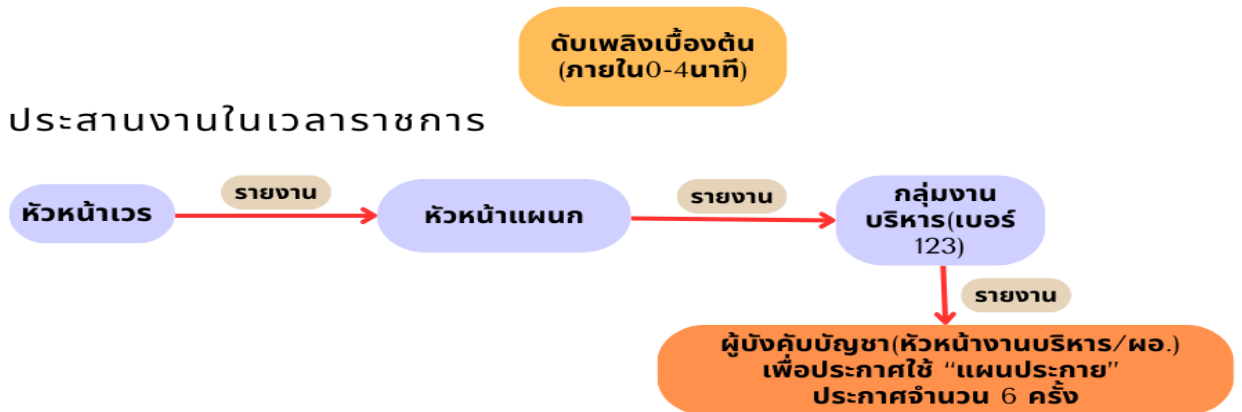 ดับเพลิงเบื้องต้น
(ภายใน0-4นาที)
ประสานงานในเวลาราชการ
หัวหน้าเวร
รายงาน
หัวหน้าแผนก
รายงาน
กลุ่มงาน
บริหาร(เบอร์
123)
รายงาน
ผู้บังคับบัญชา(หัวหน้างานบริหาร/ผอ.)
เพื่อประกาศใช้ “แผนประกาย”
ประกาศจำนวน 6 ครั้ง